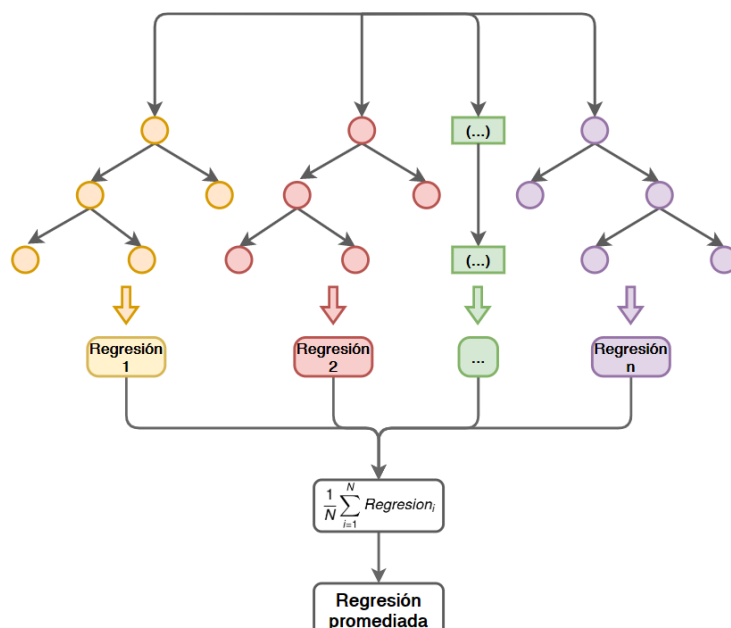 (...)
(...)
Regresión
1
Regresión
2
...
Regresión
n
1/N ∑_{i=1}^{N} Regresion_i
Regresión
promediada